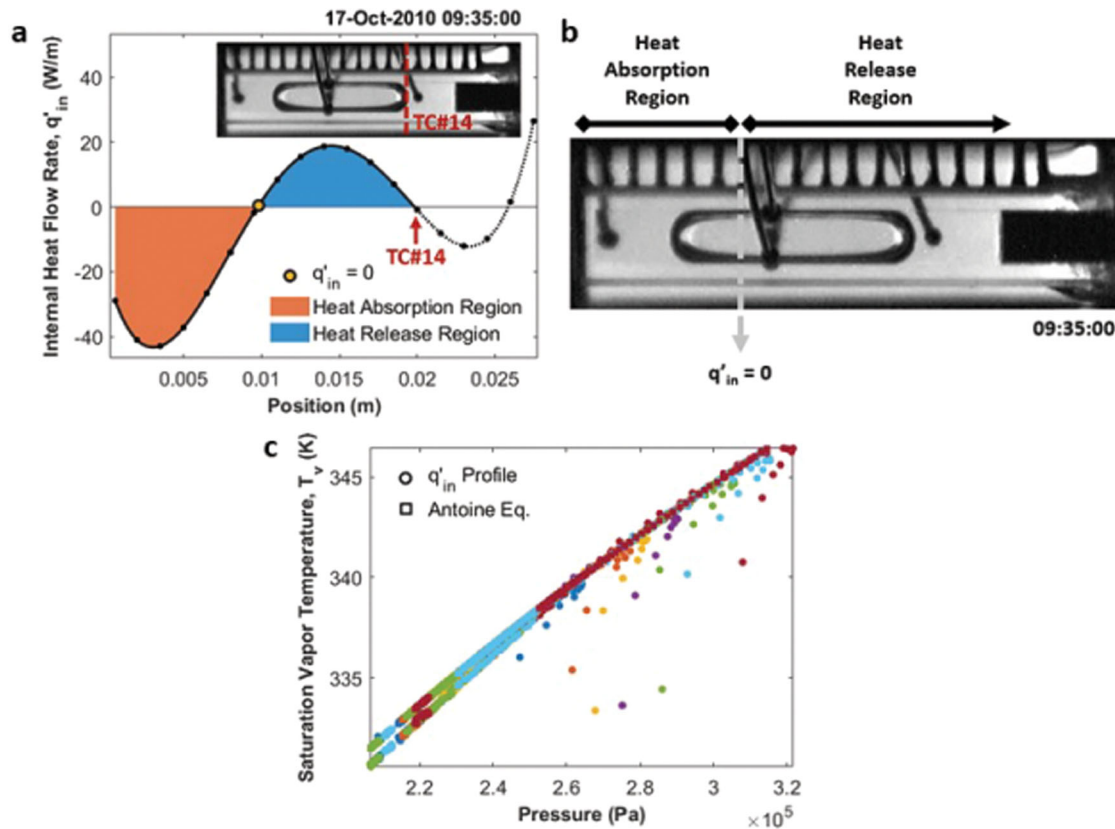 a
17-Oct-2010 09:35:00
Internal Heat Flow Rate, q'in (W/m)
40
20
0
-20
-40
TC#14
TC#14
q'in = 0
Heat Absorption Region
Heat Release Region
0.005
0.01
0.015
0.02
0.025
Position (m)
b
Heat Absorption Region
Heat Release Region
09:35:00
q'in = 0
c
Saturation Vapor Temperature, Tv (K)
345
340
335
q'in Profile
Antoine Eq.
2.2
2.4
2.6
2.8
3
3.2
× 10⁵
Pressure (Pa)